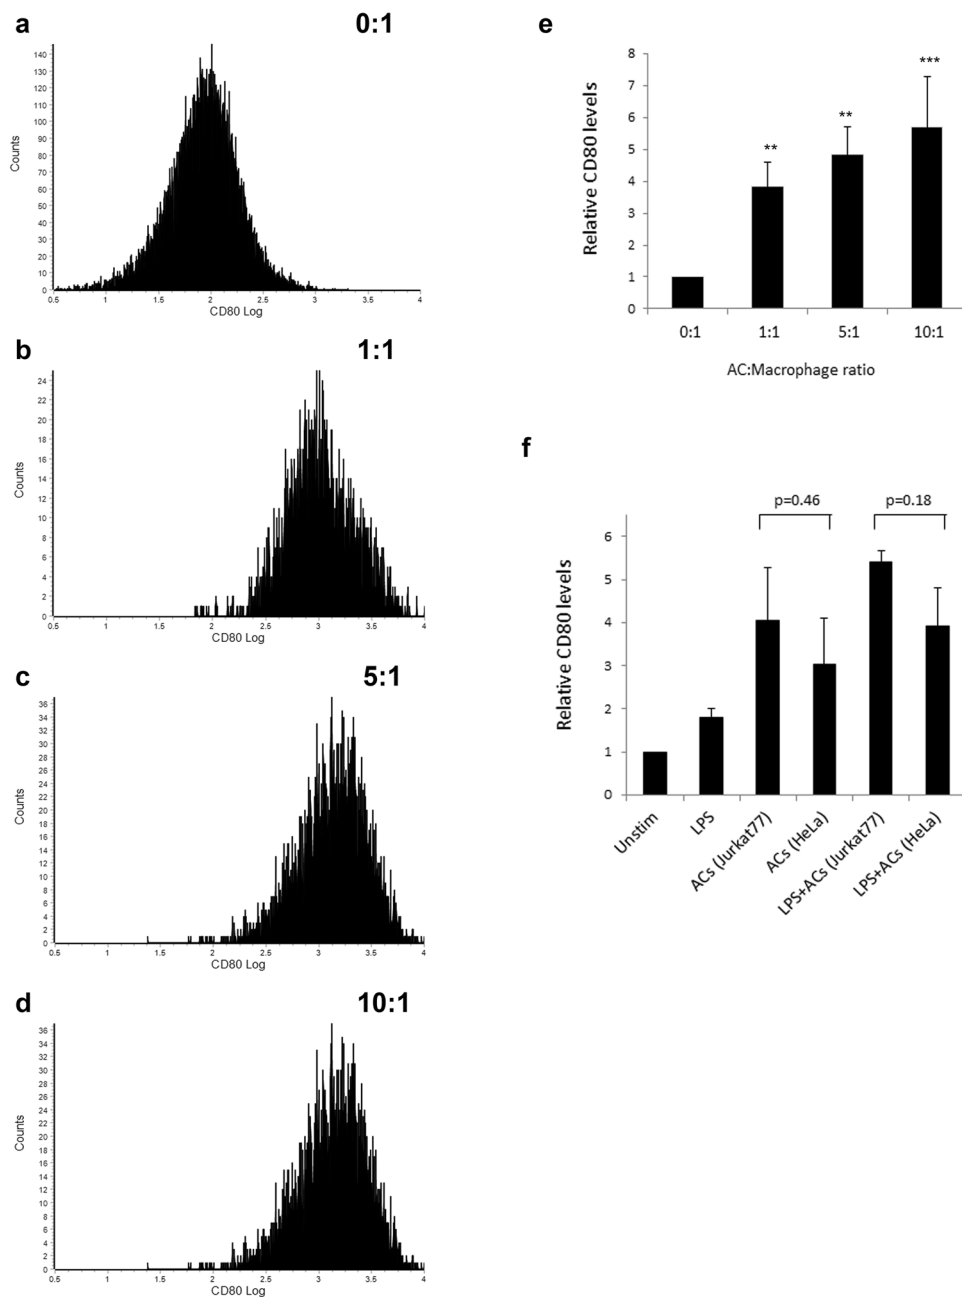 a
0:1
140
130
120
110
100
90
80
70
60
50
40
30
20
10
0
Counts
0.5 1 1.5 2 2.5 3 3.5 4
CD80 Log
b
1:1
24
22
20
18
16
14
12
10
8
6
4
2
0
Counts
0.5 1 1.5 2 2.5 3 3.5 4
CD80 Log
c
5:1
36
34
32
30
28
26
24
22
20
18
16
14
12
10
8
6
4
2
0
Counts
0.5 1 1.5 2 2.5 3 3.5 4
CD80 Log
d
10:1
36
34
32
30
28
26
24
22
20
18
16
14
12
10
8
6
4
2
0
Counts
0.5 1 1.5 2 2.5 3 3.5 4
CD80 Log
e
8
7
6
5
4
3
2
1
0
Relative CD80 levels
** ** ***
0:1 1:1 5:1 10:1
AC:Macrophage ratio
f
p=0.46 p=0.18
6
5
4
3
2
1
0
Relative CD80 levels
Unstim
LPS
ACs (Jurkat77)
ACs (HeLa)
LPS+ACs (Jurkat77)
LPS+ACs (HeLa)